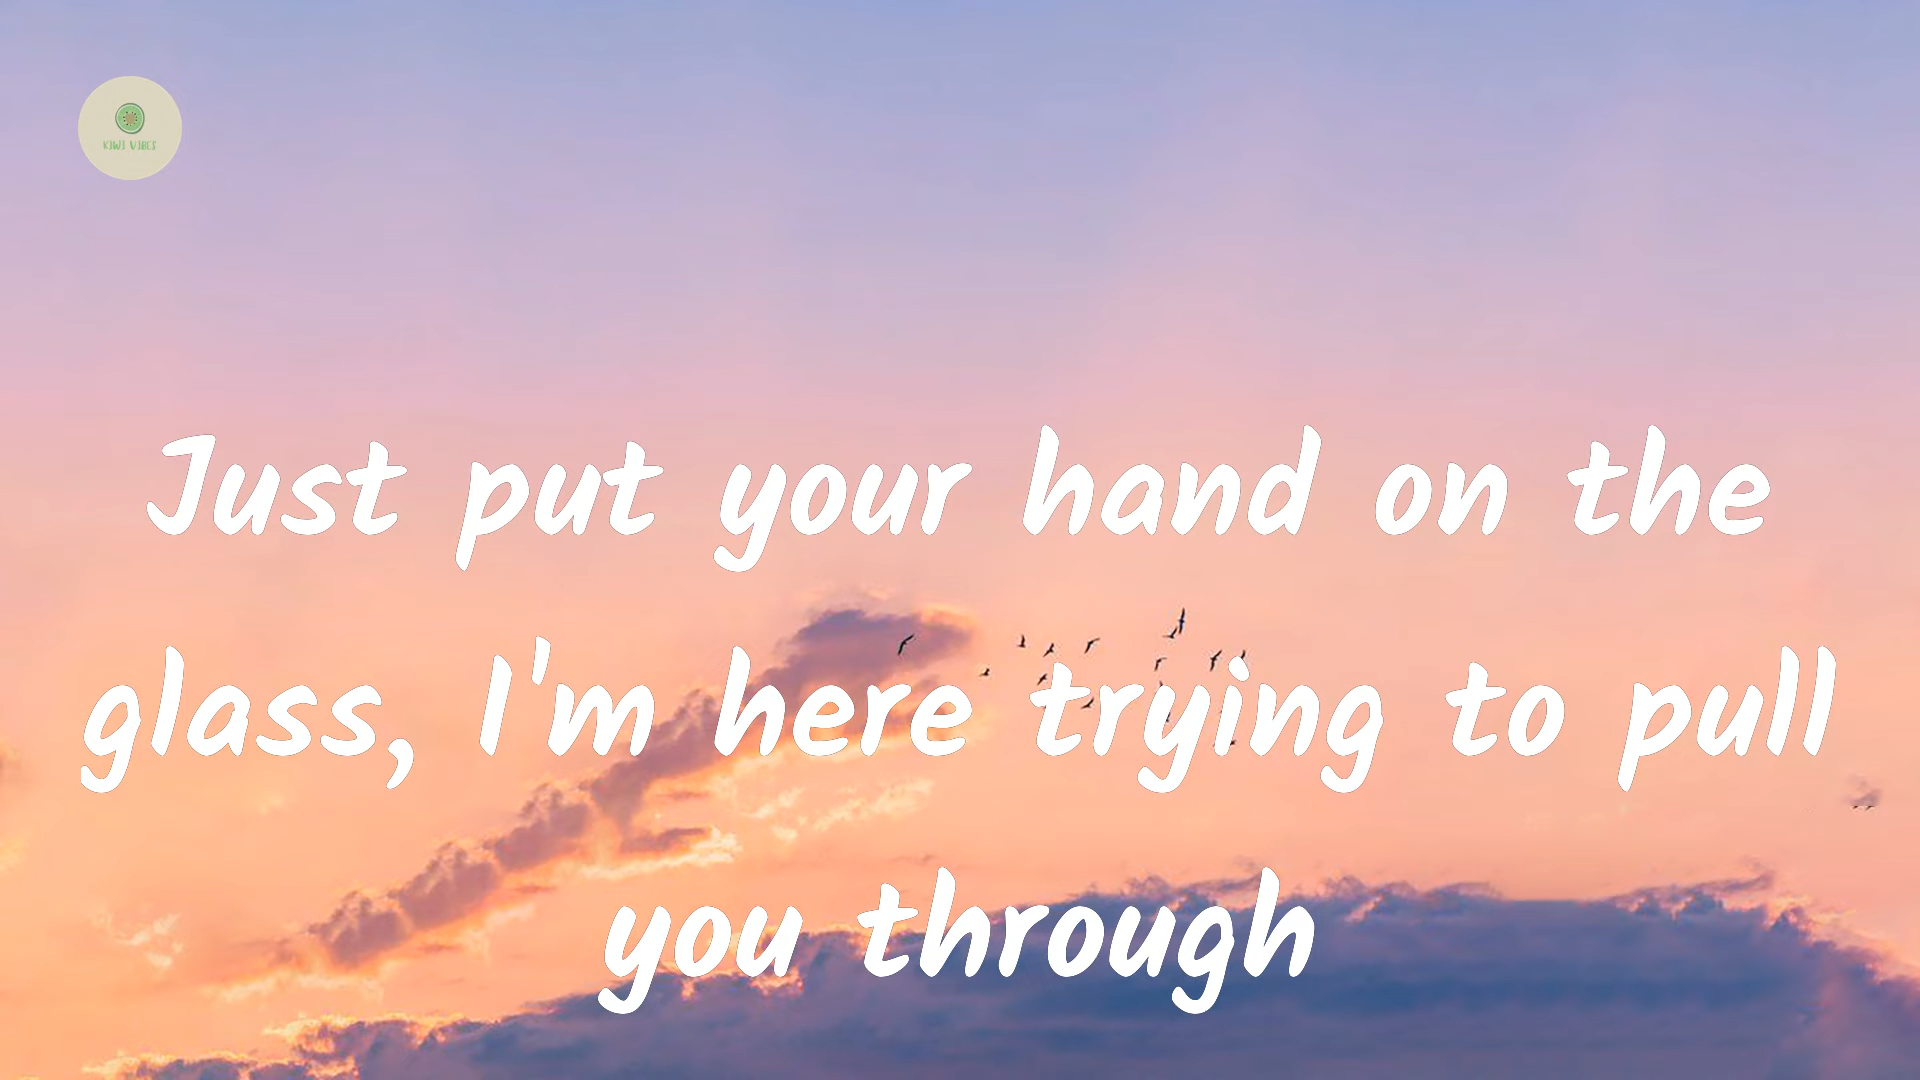 KIWI VIBES
Just put your hand on the
glass, I'm here trying to pull
you through